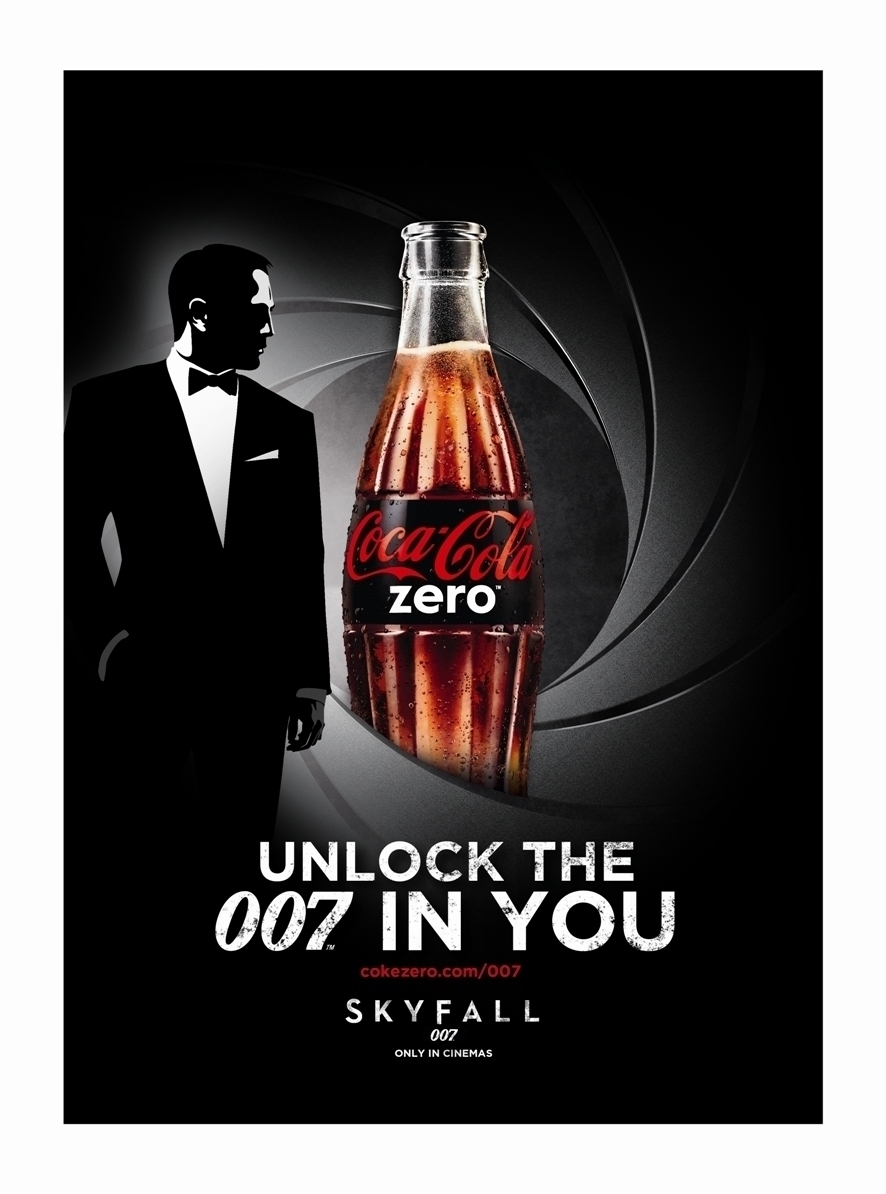 Coca-Cola
zero™
UNLOCK THE
007™ IN YOU
cokezero.com/007
SKYFALL
007
ONLY IN CINEMAS